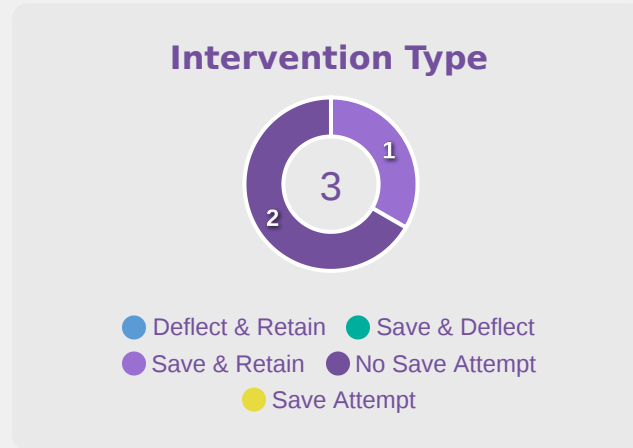 Intervention Type
1
3
2
Deflect & Retain Save & Deflect
Save & Retain No Save Attempt
Save Attempt